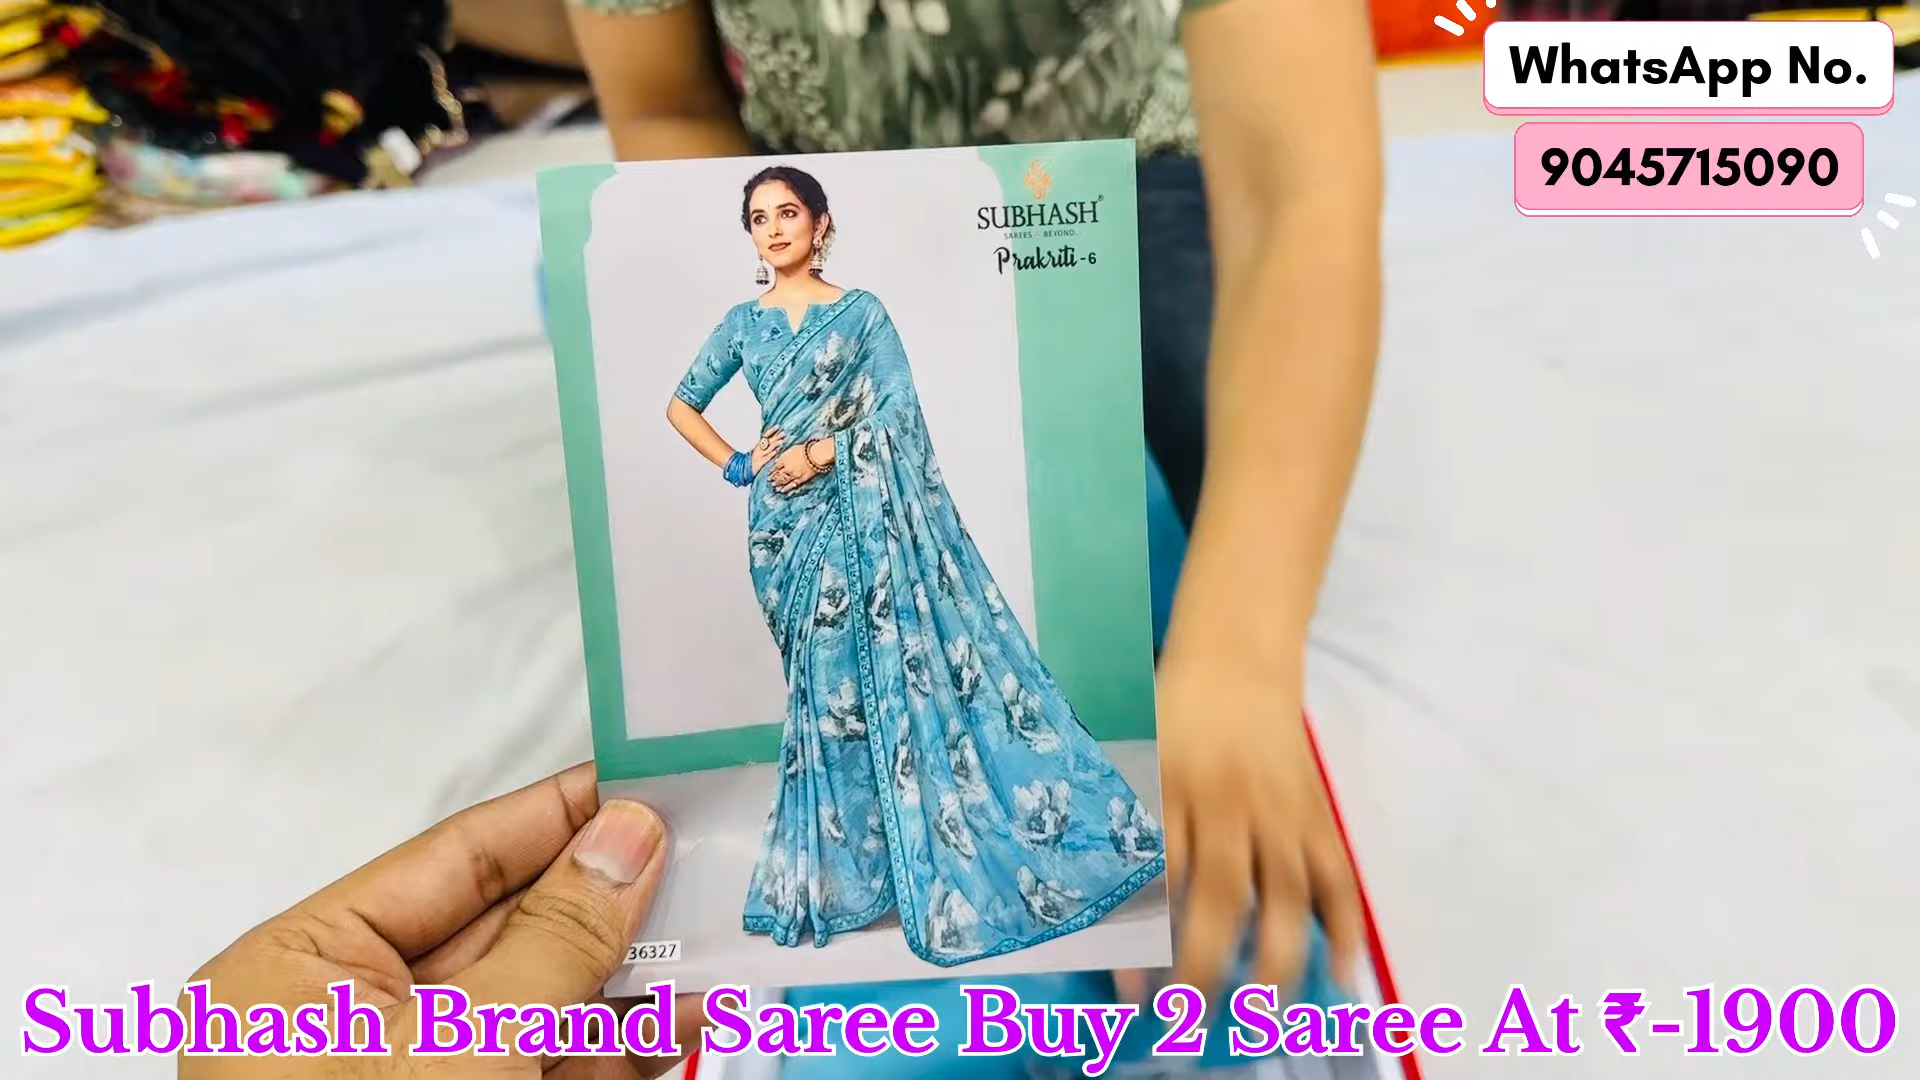 WhatsApp No.
9045715090
SUBHASH®
SAREES & BEYOND...
Prakriti-6
36327
Subhash Brand Saree Buy 2 Saree At ₹-1900